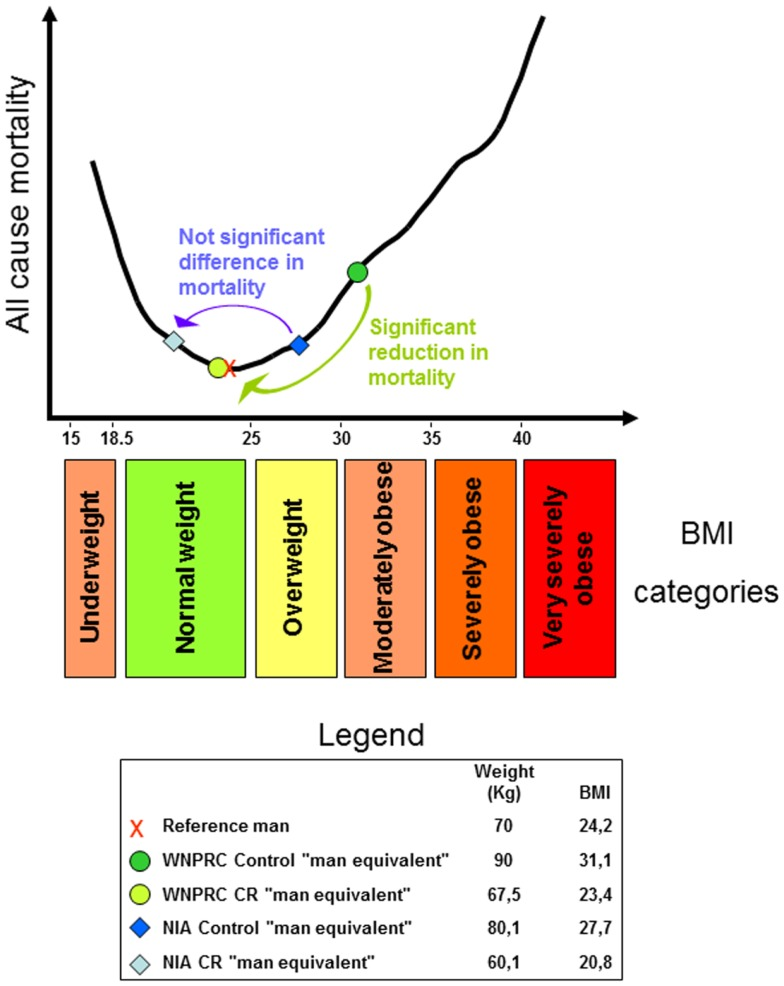 All cause mortality
Not significant
difference in
mortality
Significant
reduction in
mortality
15 18.5 25 30 35 40
Underweight
Normal weight
Overweight
Moderately obese
Severely obese
Very severely
obese
BMI
categories
Legend
Weight
(Kg) BMI
X Reference man 70 24,2
WNPRC Control "man equivalent" 90 31,1
WNPRC CR "man equivalent" 67,5 23,4
NIA Control "man equivalent" 80,1 27,7
NIA CR "man equivalent" 60,1 20,8